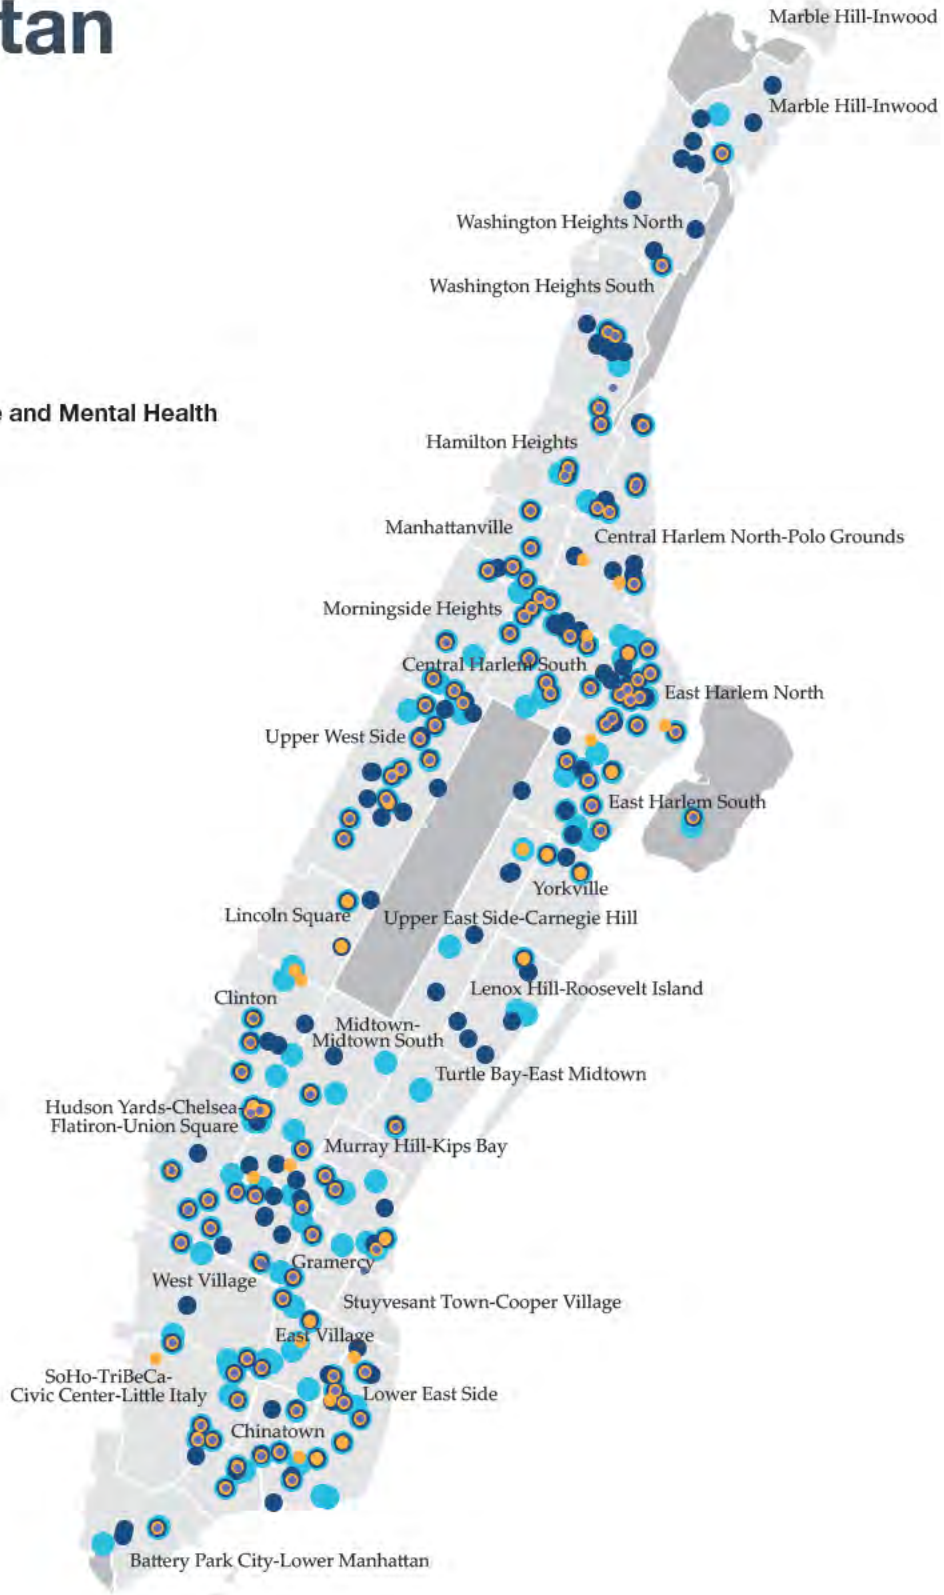 tan
Marble Hill-Inwood
Marble Hill-Inwood
Washington Heights North
Washington Heights South
and Mental Health
Hamilton Heights
Manhattanville
Central Harlem North-Polo Grounds
Morningside Heights
Central Harlem South
East Harlem North
Upper West Side
East Harlem South
Yorkville
Lincoln Square
Upper East Side-Carnegie Hill
Lenox Hill-Roosevelt Island
Clinton
Midtown-
Midtown South
Turtle Bay-East Midtown
Hudson Yards-Chelsea-
Flatiron-Union Square
Murray Hill-Kips Bay
Gramercy
West Village
Stuyvesant Town-Cooper Village
East Village
SoHo-TriBeCa-
Civic Center-Little Italy
Lower East Side
Chinatown
Battery Park City-Lower Manhattan